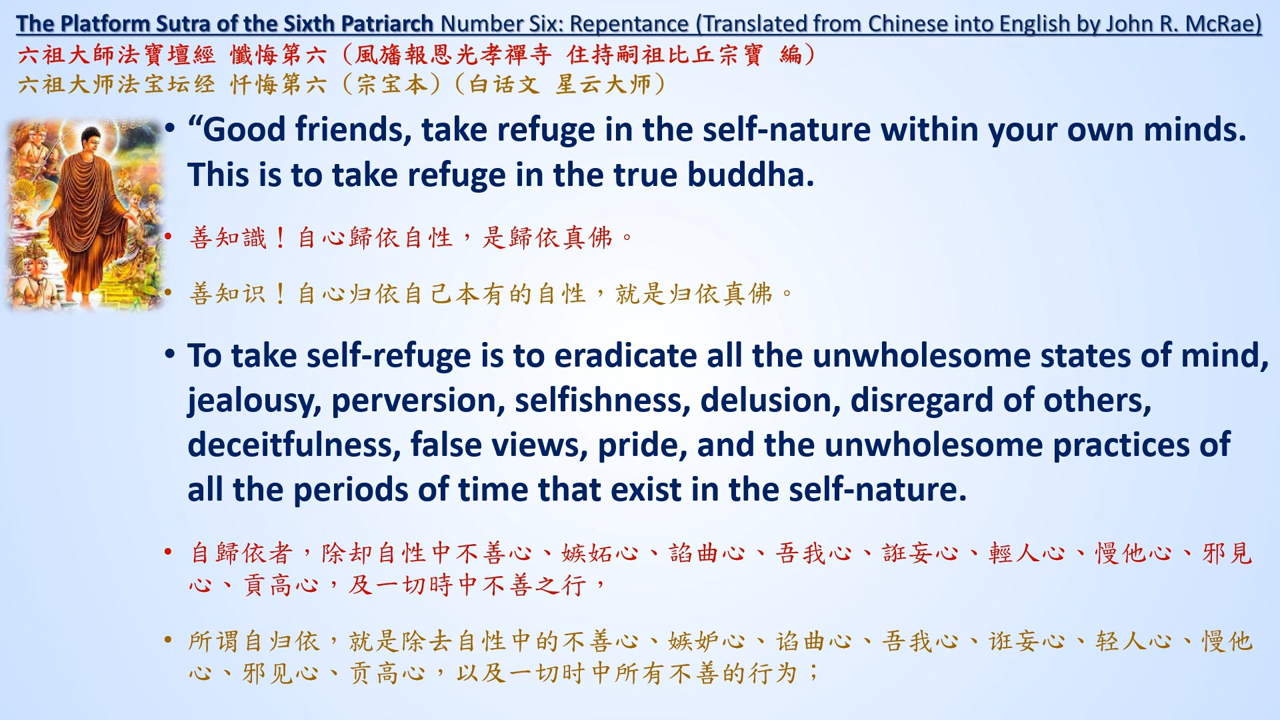 The Platform Sutra of the Sixth Patriarch Number Six: Repentance (Translated from Chinese into English by John R. McRae)
六祖大師法寶壇經 懺悔第六（風旛報恩光孝禪寺 住持嗣祖比丘宗寶 編）
六祖大师法宝坛经 忏悔第六（宗宝本）（白话文 星云大师）
• “Good friends, take refuge in the self-nature within your own minds.
This is to take refuge in the true buddha.
• 善知識！自心歸依自性，是歸依真佛。
• 善知识！自心归依自己本有的自性，就是归依真佛。
• To take self-refuge is to eradicate all the unwholesome states of mind,
jealousy, perversion, selfishness, delusion, disregard of others,
deceitfulness, false views, pride, and the unwholesome practices of
all the periods of time that exist in the self-nature.
• 自歸依者，除却自性中不善心、嫉妬心、諂曲心、吾我心、誑妄心、輕人心、慢他心、邪見
心、貢高心，及一切時中不善之行，
• 所谓自归依，就是除去自性中的不善心、嫉妒心、谄曲心、吾我心、诳妄心、轻人心、慢他
心、邪见心、贡高心，以及一切时中所有不善的行为；